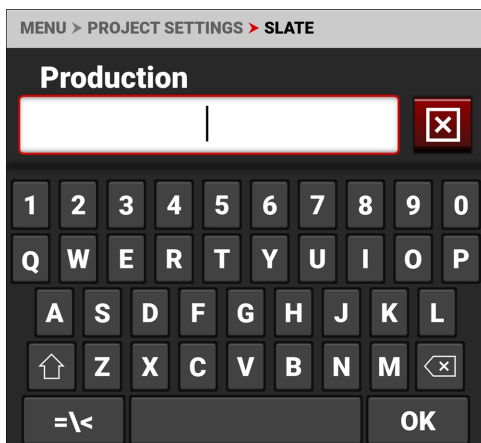 MENU > PROJECT SETTINGS > SLATE
Production
1 2 3 4 5 6 7 8 9 0
Q W E R T Y U I O P
A S D F G H J K L
Z X C V B N M
=\< OK